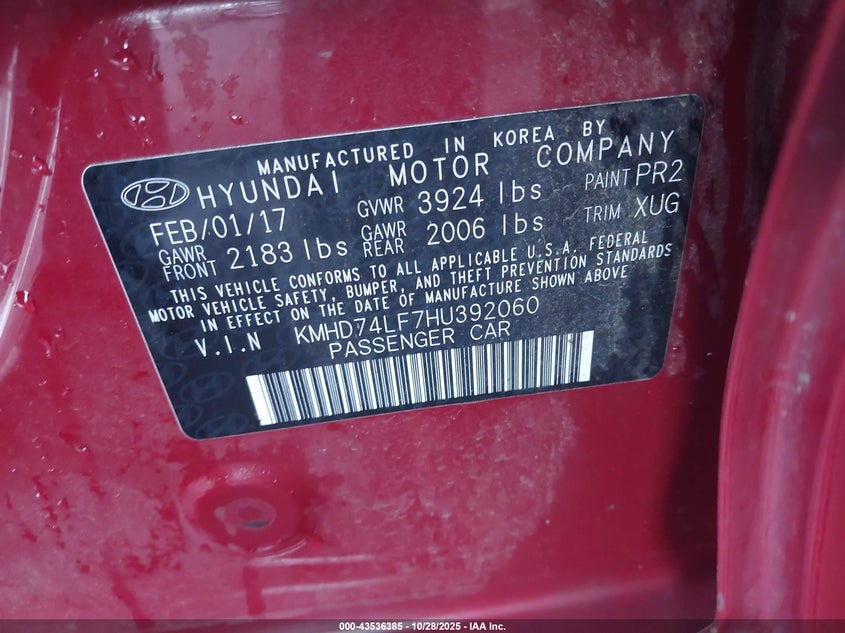 MANUFACTURED IN KOREA BY
HYUNDAI MOTOR COMPANY
FEB/01/17 GVWR 3924 lbs PAINT PR2
GAWR FRONT 2183 lbs GAWR REAR 2006 lbs TRIM XUG
THIS VEHICLE CONFORMS TO ALL APPLICABLE U.S.A. FEDERAL
MOTOR VEHICLE SAFETY, BUMPER, AND THEFT PREVENTION STANDARDS
IN EFFECT ON THE DATE OF MANUFACTURE SHOWN ABOVE
V.I.N KMHD74LF7HU392060
PASSENGER CAR
000-43536385 | 10/28/2025 - IAA Inc.